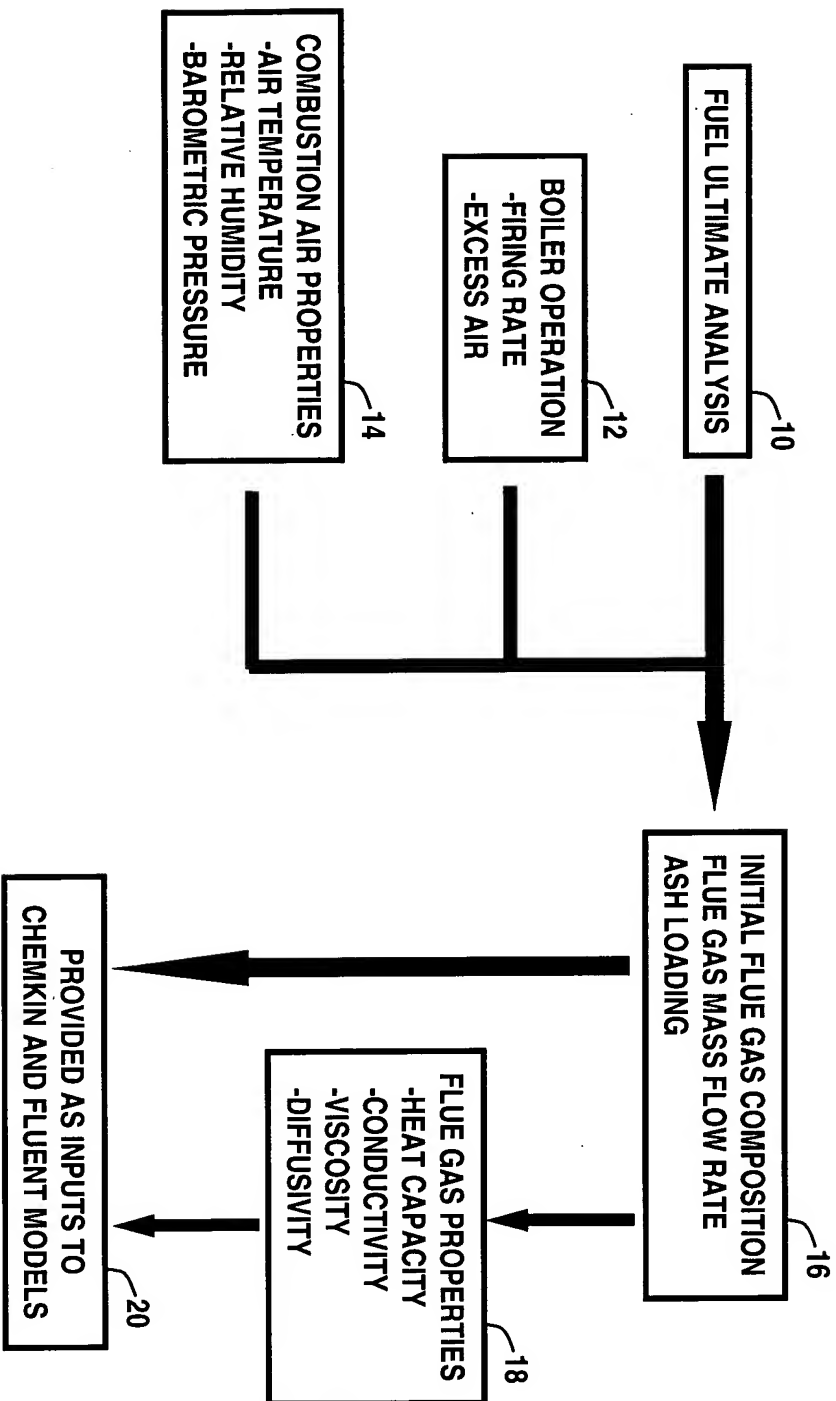 FUEL ULTIMATE ANALYSIS
10
BOILER OPERATION
-FIRING RATE
-EXCESS AIR
12
COMBUSTION AIR PROPERTIES
-AIR TEMPERATURE
-RELATIVE HUMIDITY
-BAROMETRIC PRESSURE
14
INITIAL FLUE GAS COMPOSITION
FLUE GAS MASS FLOW RATE
ASH LOADING
16
FLUE GAS PROPERTIES
-HEAT CAPACITY
-CONDUCTIVITY
-VISCOSITY
-DIFFUSIVITY
18
PROVIDED AS INPUTS TO
CHEMKIN AND FLUENT MODELS
20